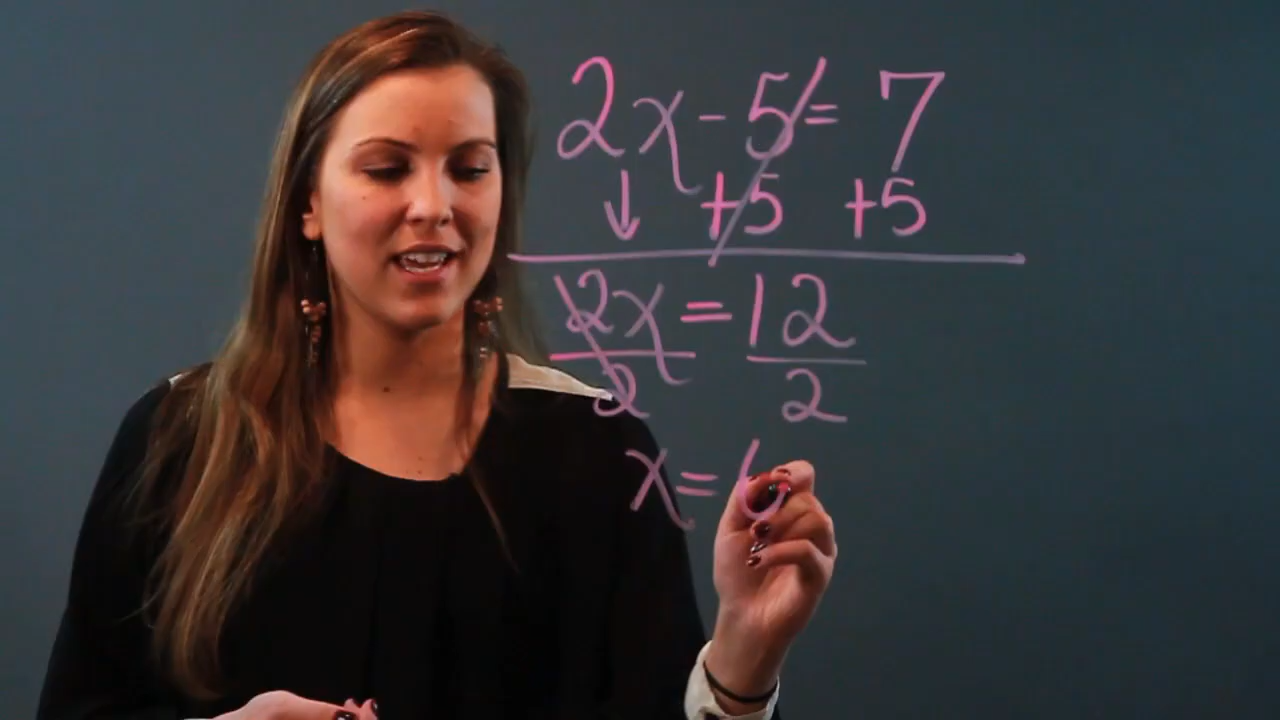 2x - 5 = 7
↓ +5 +5
2x = 12
2 2
x = 6